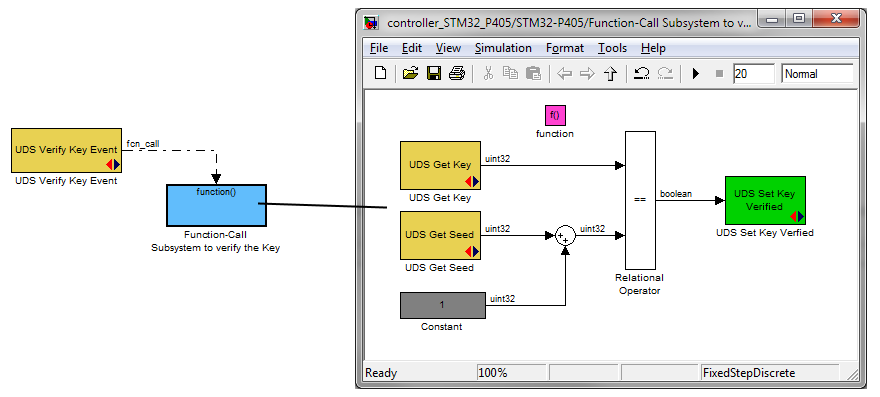 controller_STM32_P405/STM32-P405/Function-Call Subsystem to v...
File Edit View Simulation Format Tools Help
20 Normal
f()
function
UDS Verify Key Event
fcn_call
UDS Verify Key Event
function()
Function-Call
Subsystem to verify the Key
UDS Get Key
uint32
UDS Get Key
UDS Get Seed
uint32
UDS Get Seed
++
uint32
1
uint32
Constant
==
Relational
Operator
boolean
UDS Set Key
Verified
UDS Set Key Verfied
Ready 100% FixedStepDiscrete